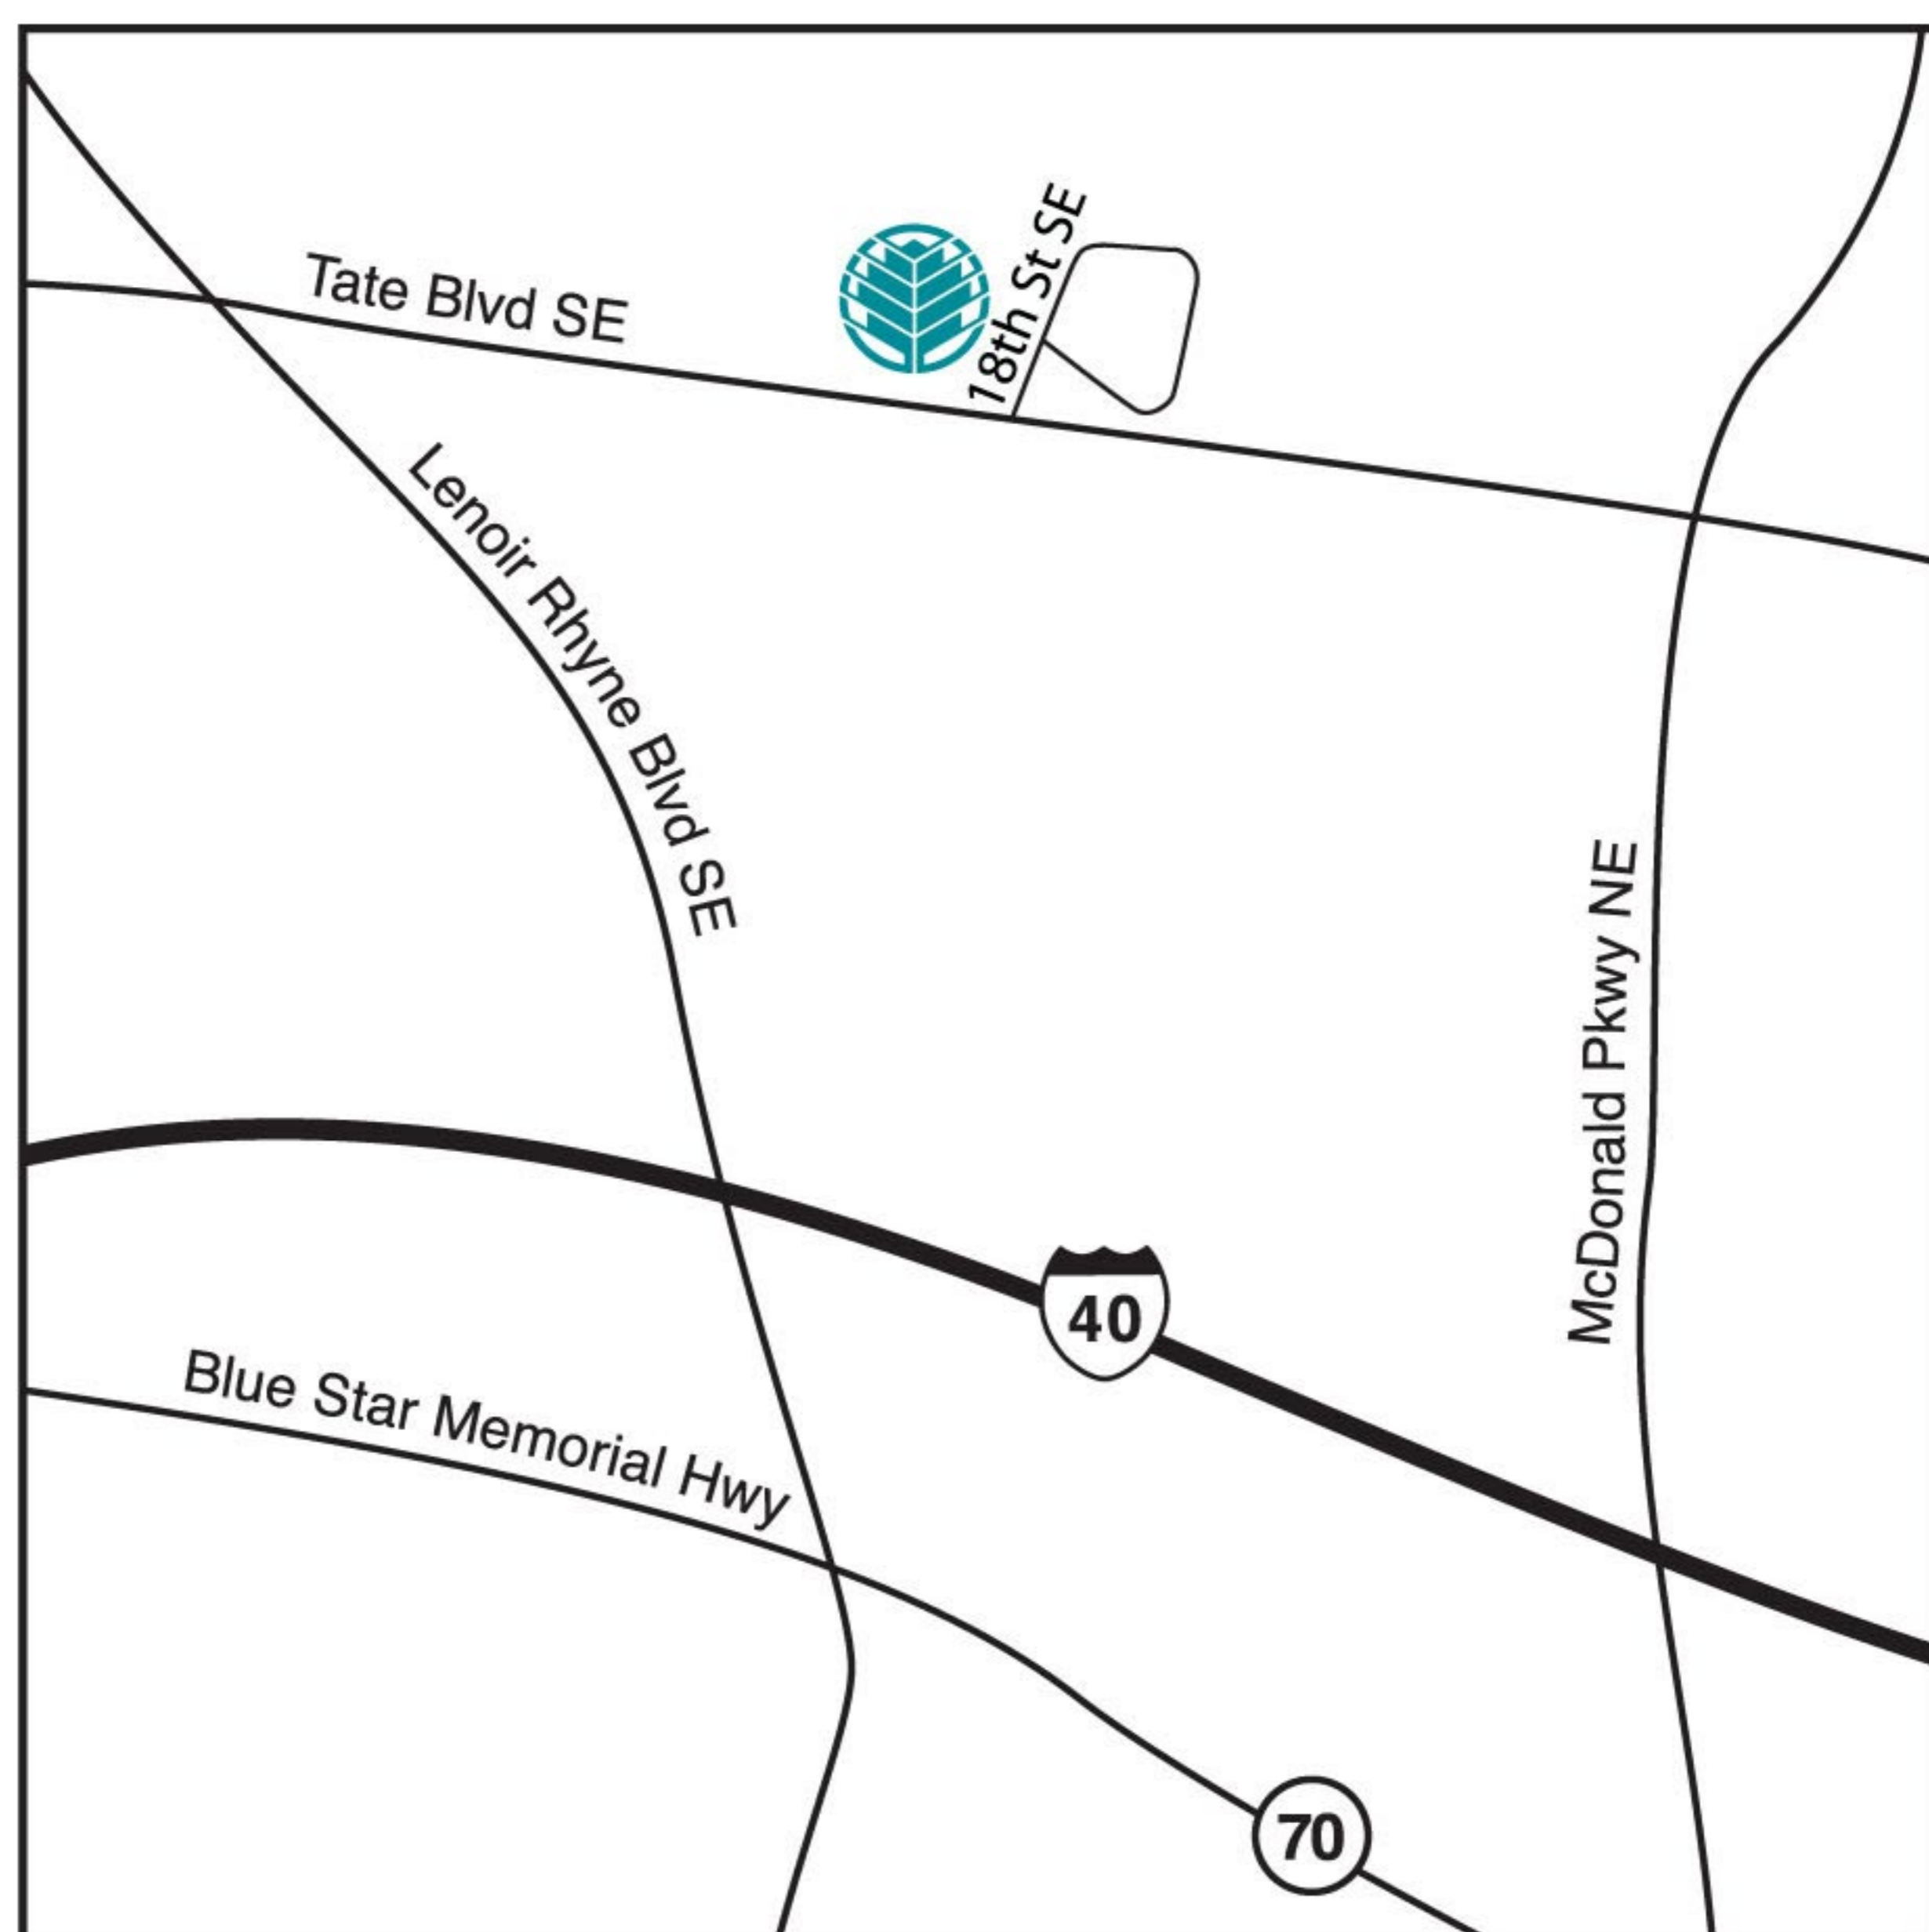 18th St SE
Tate Blvd SE
Lenoir Rhyne Blvd SE
McDonald Pkwy NE
40
Blue Star Memorial Hwy
70